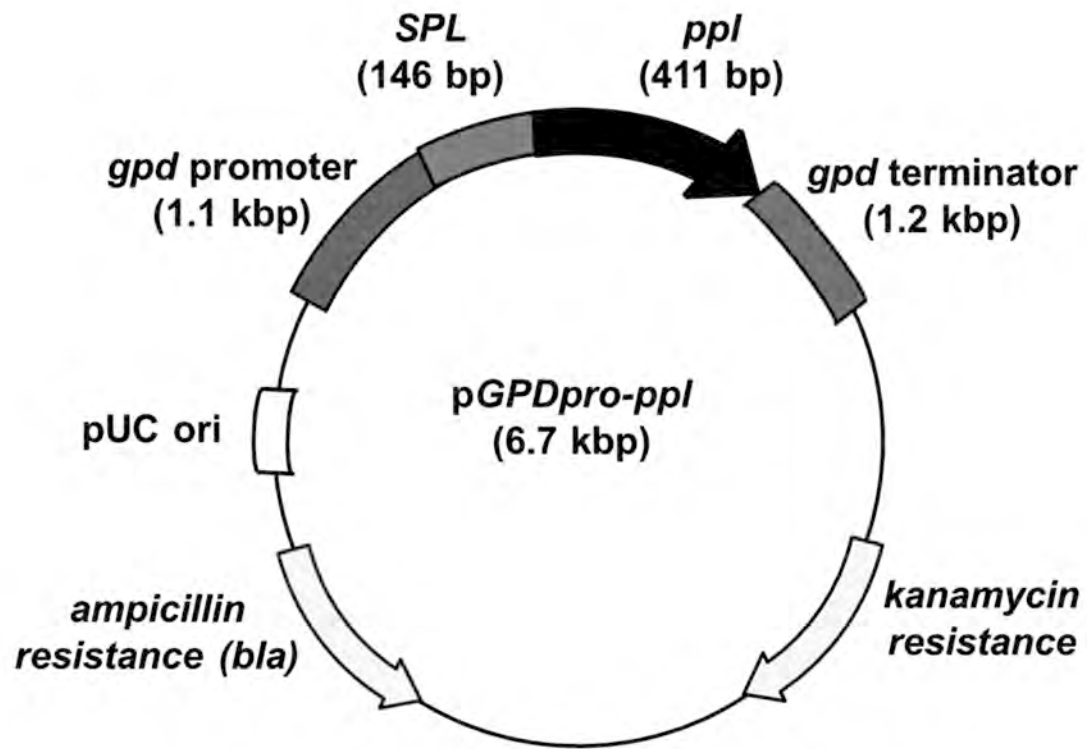 SPL
(146 bp)
ppl
(411 bp)
gpd promoter
(1.1 kbp)
gpd terminator
(1.2 kbp)
pGPDpro-ppl
(6.7 kbp)
pUC ori
ampicillin
resistance (bla)
kanamycin
resistance